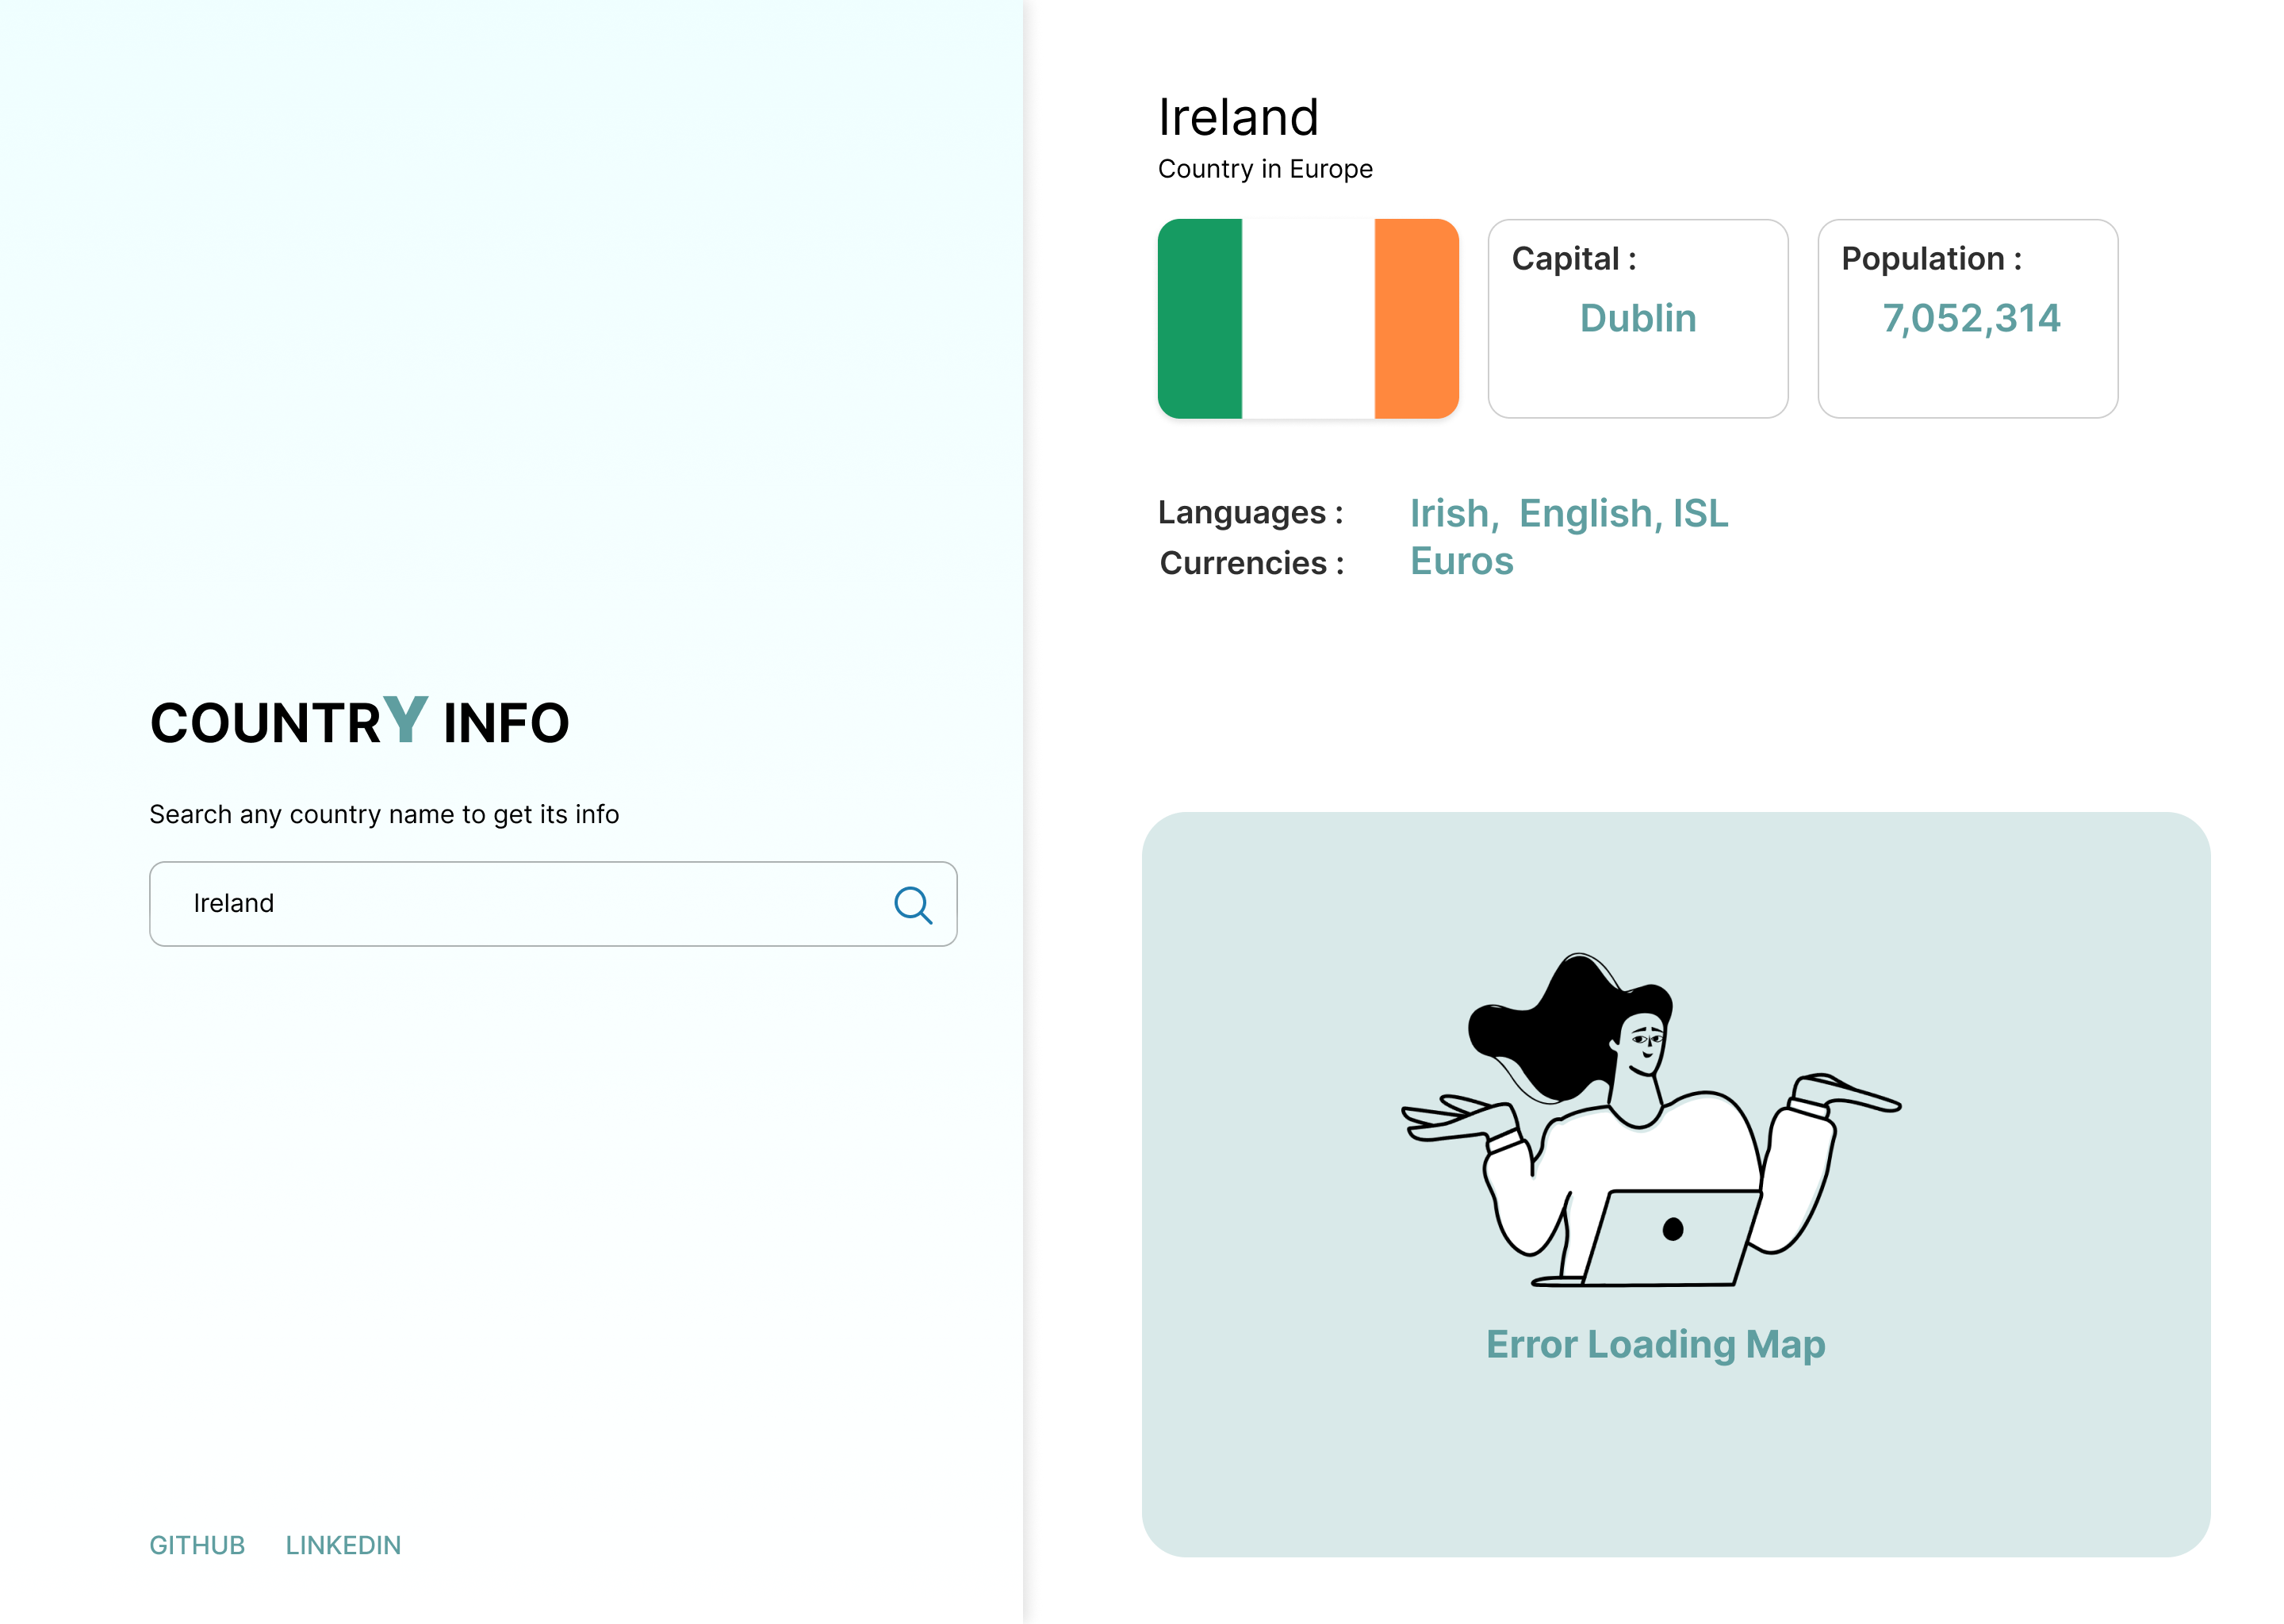 COUNTRY INFO
Search any country name to get its info
Ireland
GITHUB LINKEDIN
Ireland
Country in Europe
Capital :
Dublin
Population :
7,052,314
Languages : Irish, English, ISL
Currencies : Euros
Error Loading Map